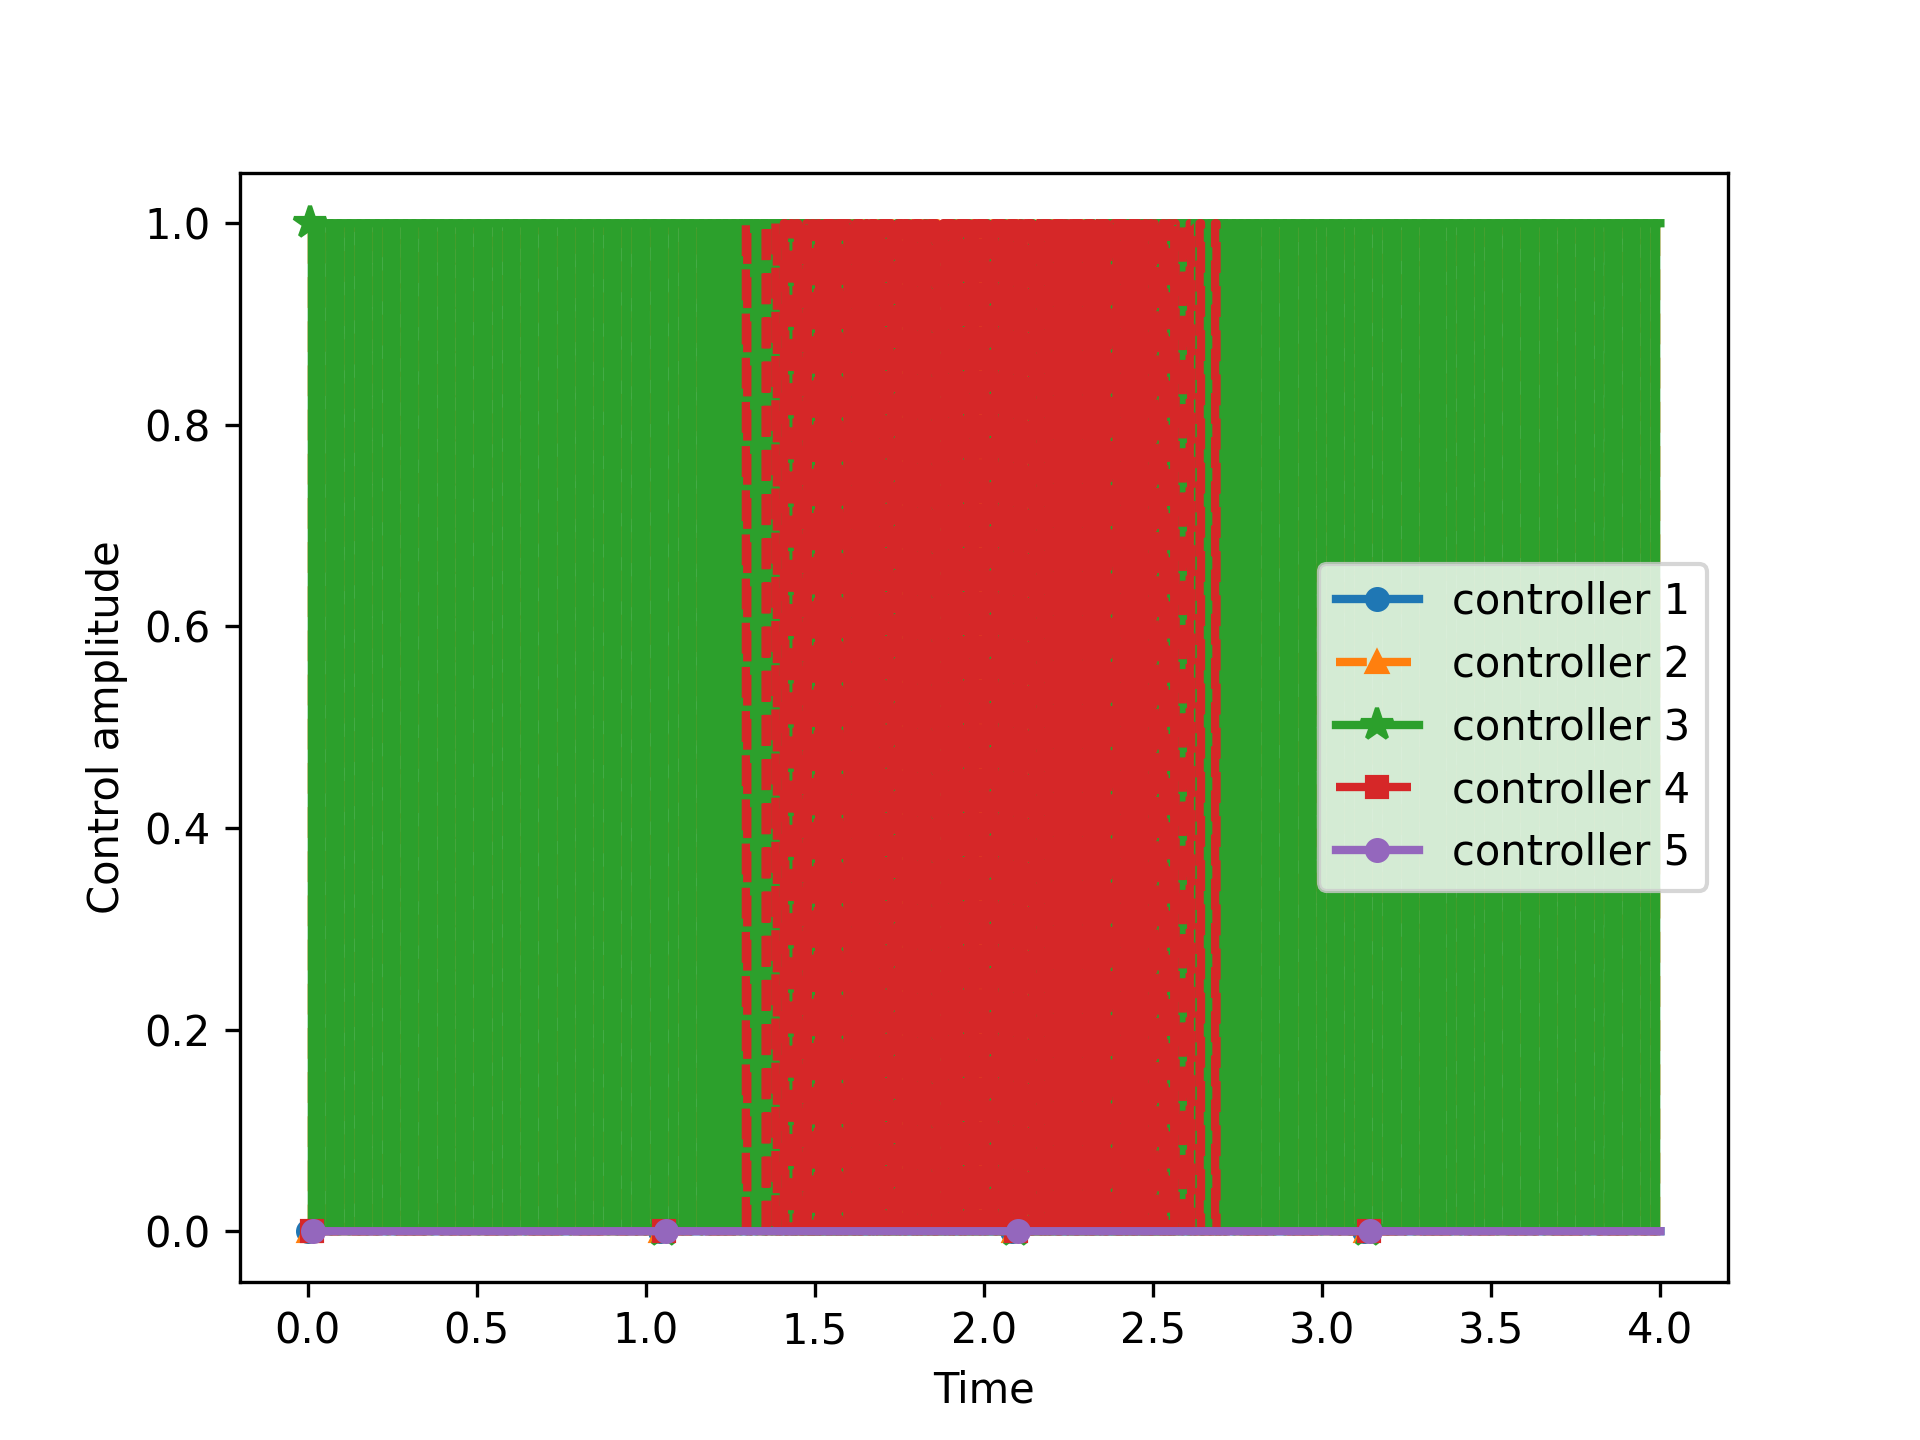 1.0
0.8
0.6
0.4
0.2
0.0
Control amplitude
controller 1
controller 2
controller 3
controller 4
controller 5
0.0 0.5 1.0 1.5 2.0 2.5 3.0 3.5 4.0
Time